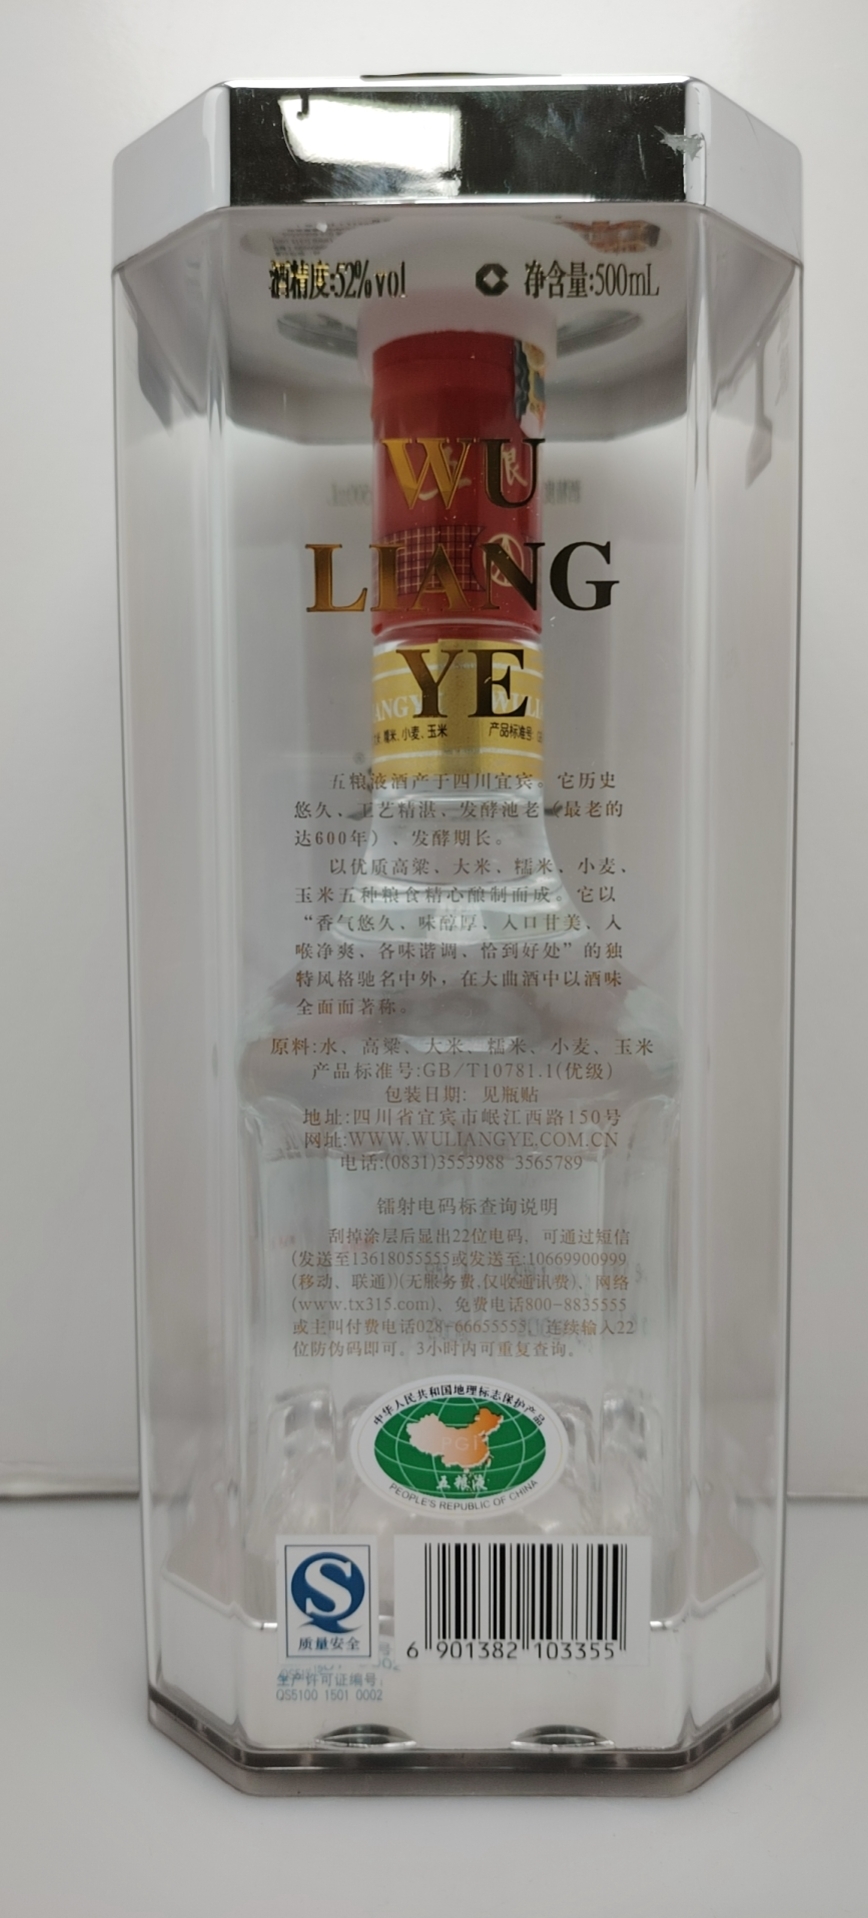 酒精度:52%vol 净含量:500mL
WU
LIANG
YE
糯米、小麦、玉米 产品标准号
五粮液酒产于四川宜宾。它历史
悠久、工艺精湛、发酵池老（最老的
达600年）、发酵期长。
以优质高粱、大米、糯米、小麦、
玉米五种粮食精心酿制而成。它以
“香气悠久、味醇厚、入口甘美、入
喉净爽、各味谐调、恰到好处”的独
特风格驰名中外，在大曲酒中以酒味
全面而著称。
原料:水、高粱、大米、糯米、小麦、玉米
产品标准号:GB/T10781.1(优级)
包装日期: 见瓶贴
地址:四川省宜宾市岷江西路150号
网址:WWW.WULIANGYE.COM.CN
电话:(0831)3553988 3565789
镭射电码标查询说明
刮掉涂层后显出22位电码，可通过短信
(发送至13618055555或发送至:10669900999
(移动、联通))(无服务费,仅收通讯费)、网络
(www.tx315.com)、免费电话800-8835555
或主叫付费电话028-66655555，连续输入22
位防伪码即可。3小时内可重复查询。
中华人民共和国地理标志保护产品
PGI
五粮液
PEOPLE'S REPUBLIC OF CHINA
质量安全
6 901382 103355
生产许可证编号:
QS5100 1501 0002